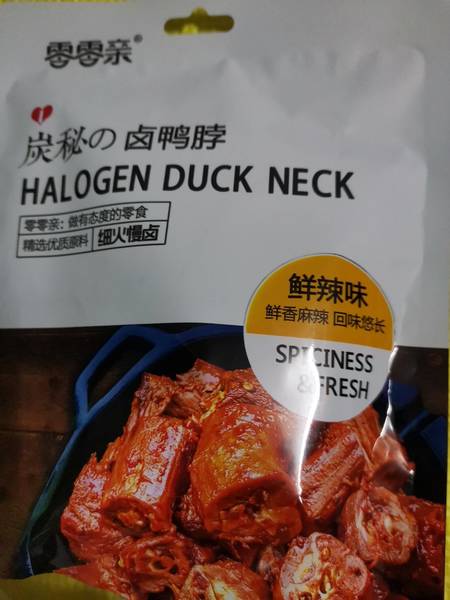 零零亲®
炭秘の 卤鸭脖
HALOGEN DUCK NECK
零零亲: 做有态度的零食
精选优质原料 细火慢卤
鲜辣味
鲜香麻辣 回味悠长
SPICINESS
&FRESH